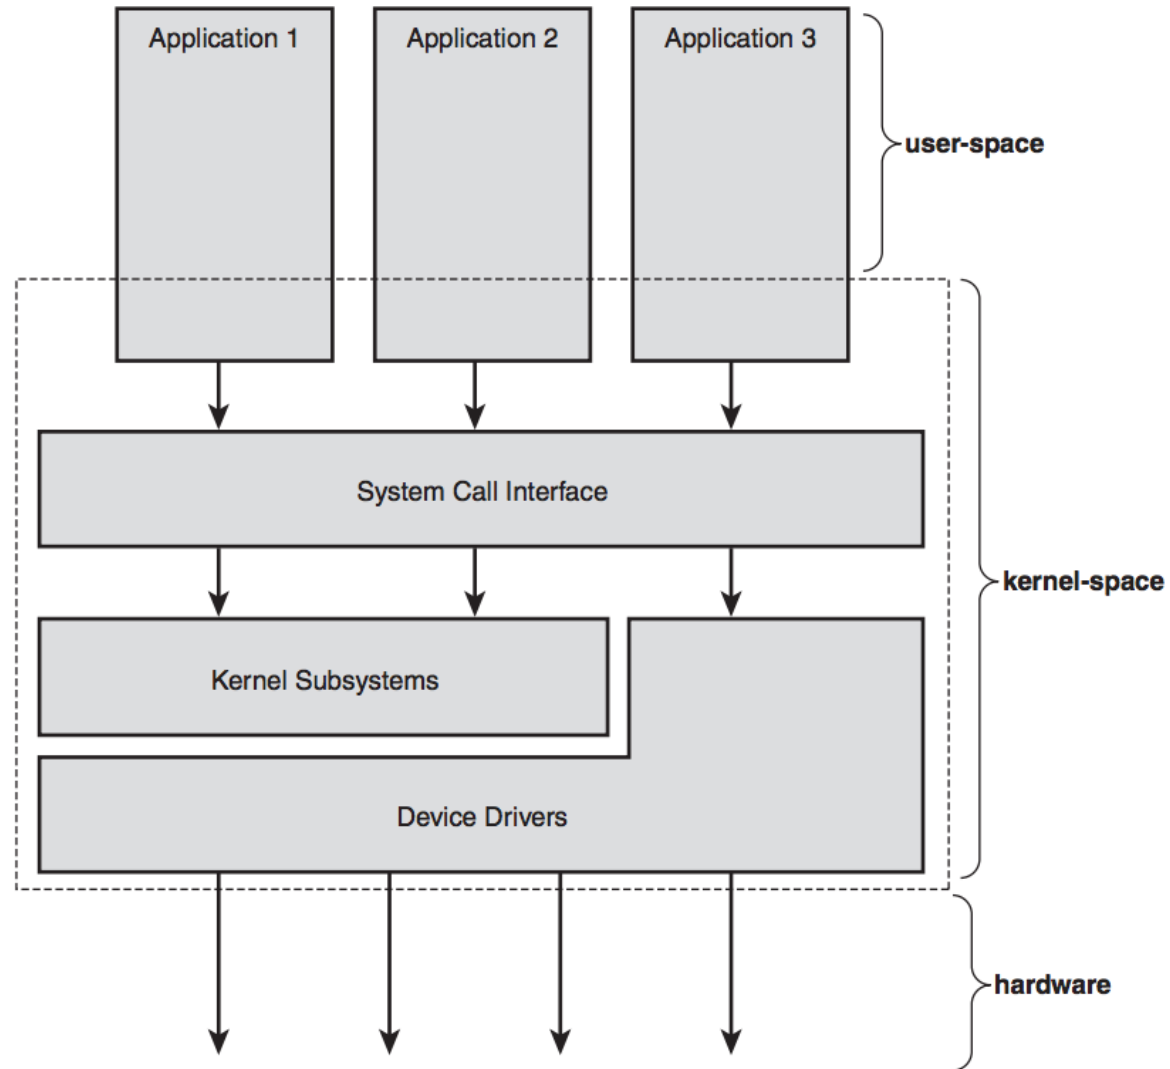 Application 1
Application 2
Application 3
user-space
System Call Interface
kernel-space
Kernel Subsystems
Device Drivers
hardware